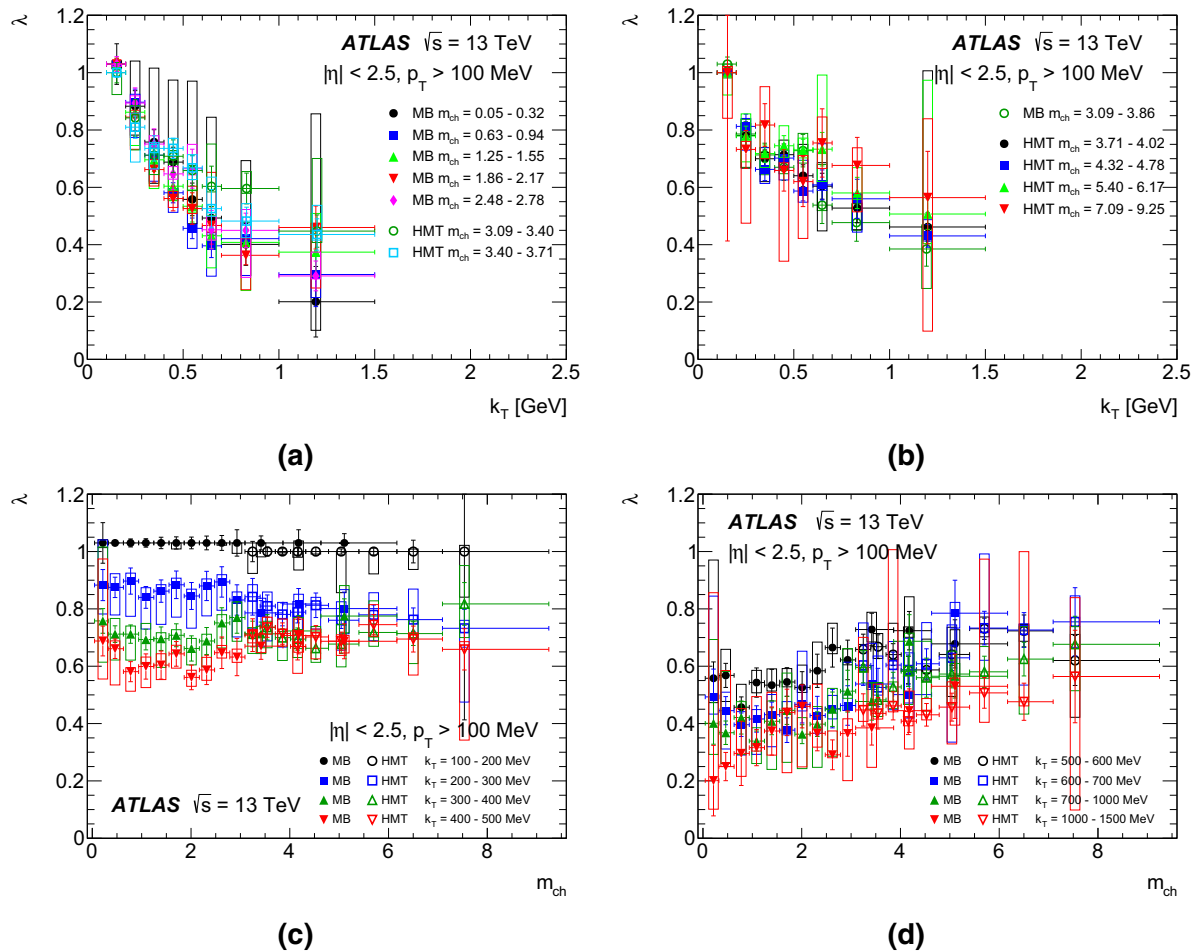 λ
1.2
1
0.8
0.6
0.4
0.2
0
ATLAS √s = 13 TeV
|η| < 2.5, p_T > 100 MeV
MB m_ch = 0.05 - 0.32
MB m_ch = 0.63 - 0.94
MB m_ch = 1.25 - 1.55
MB m_ch = 1.86 - 2.17
MB m_ch = 2.48 - 2.78
HMT m_ch = 3.09 - 3.40
HMT m_ch = 3.40 - 3.71
0 0.5 1 1.5 2 2.5
k_T [GeV]
(a)
λ
1.2
1
0.8
0.6
0.4
0.2
0
ATLAS √s = 13 TeV
|η| < 2.5, p_T > 100 MeV
MB m_ch = 3.09 - 3.86
HMT m_ch = 3.71 - 4.02
HMT m_ch = 4.32 - 4.78
HMT m_ch = 5.40 - 6.17
HMT m_ch = 7.09 - 9.25
0 0.5 1 1.5 2 2.5
k_T [GeV]
(b)
λ
1.2
1
0.8
0.6
0.4
0.2
0
|η| < 2.5, p_T > 100 MeV
MB HMT k_T = 100 - 200 MeV
MB HMT k_T = 200 - 300 MeV
MB HMT k_T = 300 - 400 MeV
MB HMT k_T = 400 - 500 MeV
ATLAS √s = 13 TeV
0 2 4 6 8
m_ch
(c)
λ
1.2
1
0.8
0.6
0.4
0.2
0
ATLAS √s = 13 TeV
|η| < 2.5, p_T > 100 MeV
MB HMT k_T = 500 - 600 MeV
MB HMT k_T = 600 - 700 MeV
MB HMT k_T = 700 - 1000 MeV
MB HMT k_T = 1000 - 1500 MeV
0 2 4 6 8
m_ch
(d)